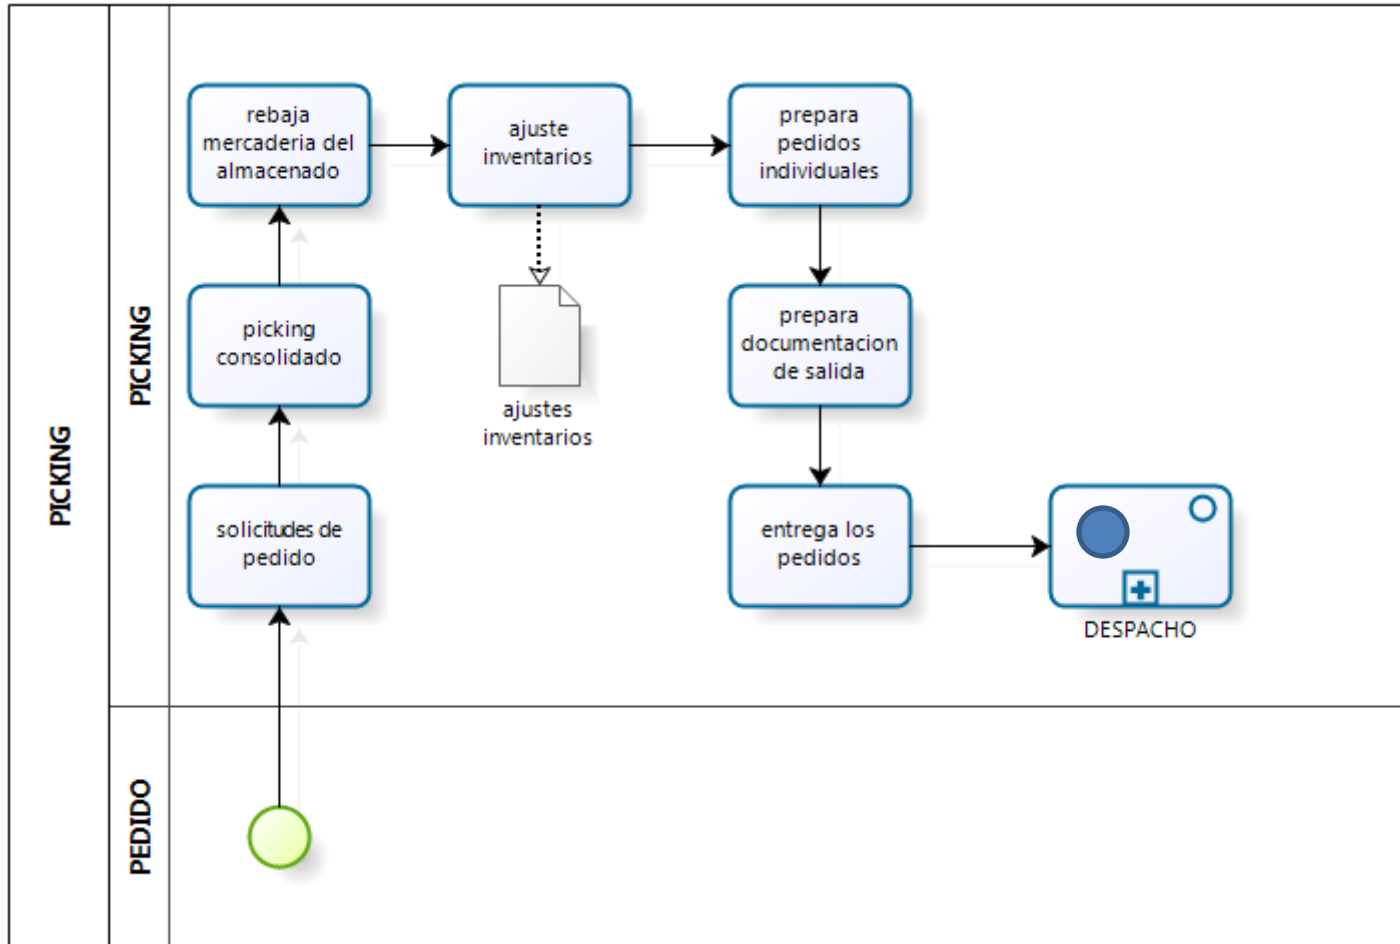 PICKING
PICKING
rebaja
mercaderia del
almacenado
ajuste
inventarios
prepara
pedidos
individuales
picking
consolidado
ajustes
inventarios
prepara
documentacion
de salida
solicitudes de
pedido
entrega los
pedidos
DESPACHO
PEDIDO